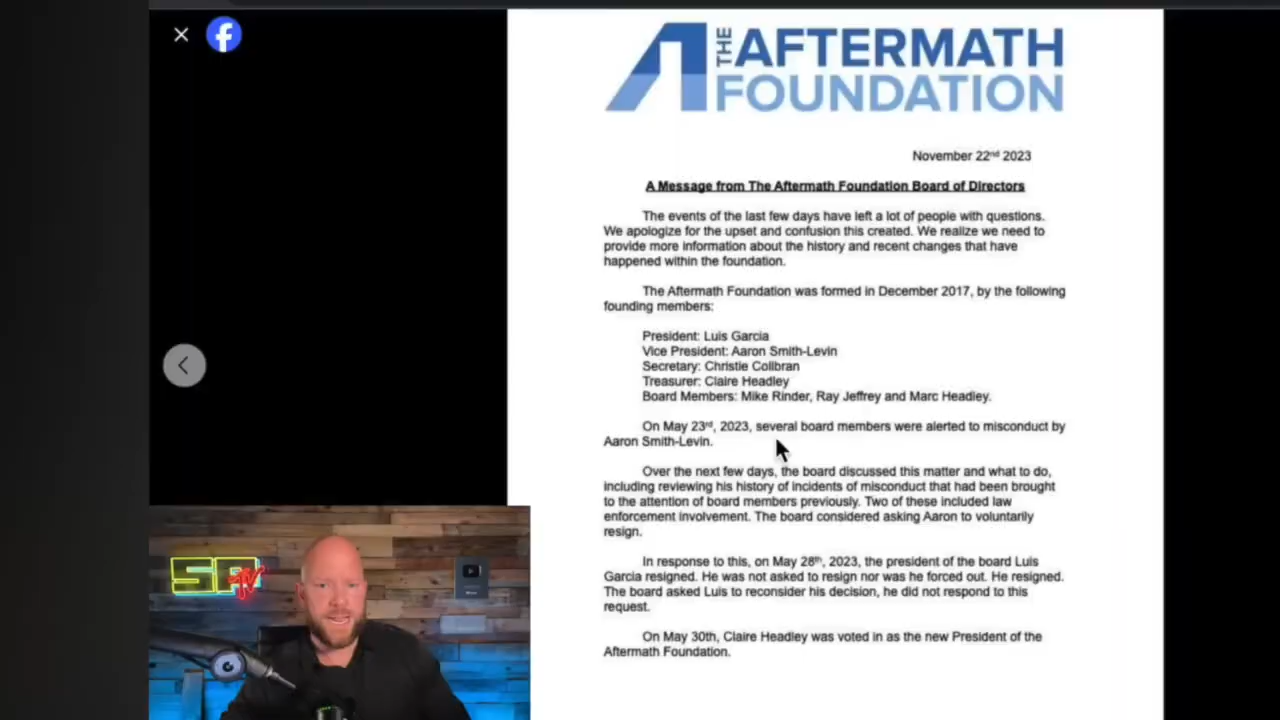 THE AFTERMATH
FOUNDATION
November 22nd 2023
A Message from The Aftermath Foundation Board of Directors
The events of the last few days have left a lot of people with questions.
We apologize for the upset and confusion this created. We realize we need to
provide more information about the history and recent changes that have
happened within the foundation.
The Aftermath Foundation was formed in December 2017, by the following
founding members:
President: Luis Garcia
Vice President: Aaron Smith-Levin
Secretary: Christie Collbran
Treasurer: Claire Headley
Board Members: Mike Rinder, Ray Jeffrey and Marc Headley.
On May 23rd, 2023, several board members were alerted to misconduct by
Aaron Smith-Levin.
Over the next few days, the board discussed this matter and what to do,
including reviewing his history of incidents of misconduct that had been brought
to the attention of board members previously. Two of these included law
enforcement involvement. The board considered asking Aaron to voluntarily
resign.
In response to this, on May 28th, 2023, the president of the board Luis
Garcia resigned. He was not asked to resign nor was he forced out. He resigned.
The board asked Luis to reconsider his decision, he did not respond to this
request.
On May 30th, Claire Headley was voted in as the new President of the
Aftermath Foundation.
SPTV